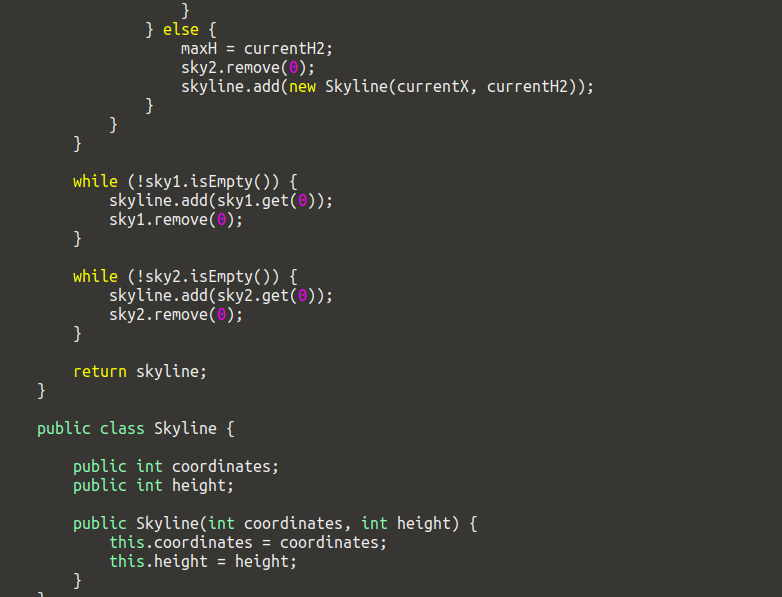 }
            } else {
                maxH = currentH2;
                sky2.remove(0);
                skyline.add(new Skyline(currentX, currentH2));
            }
        }
    }

    while (!sky1.isEmpty()) {
        skyline.add(sky1.get(0));
        sky1.remove(0);
    }

    while (!sky2.isEmpty()) {
        skyline.add(sky2.get(0));
        sky2.remove(0);
    }

    return skyline;
}

public class Skyline {

    public int coordinates;
    public int height;

    public Skyline(int coordinates, int height) {
        this.coordinates = coordinates;
        this.height = height;
    }
}